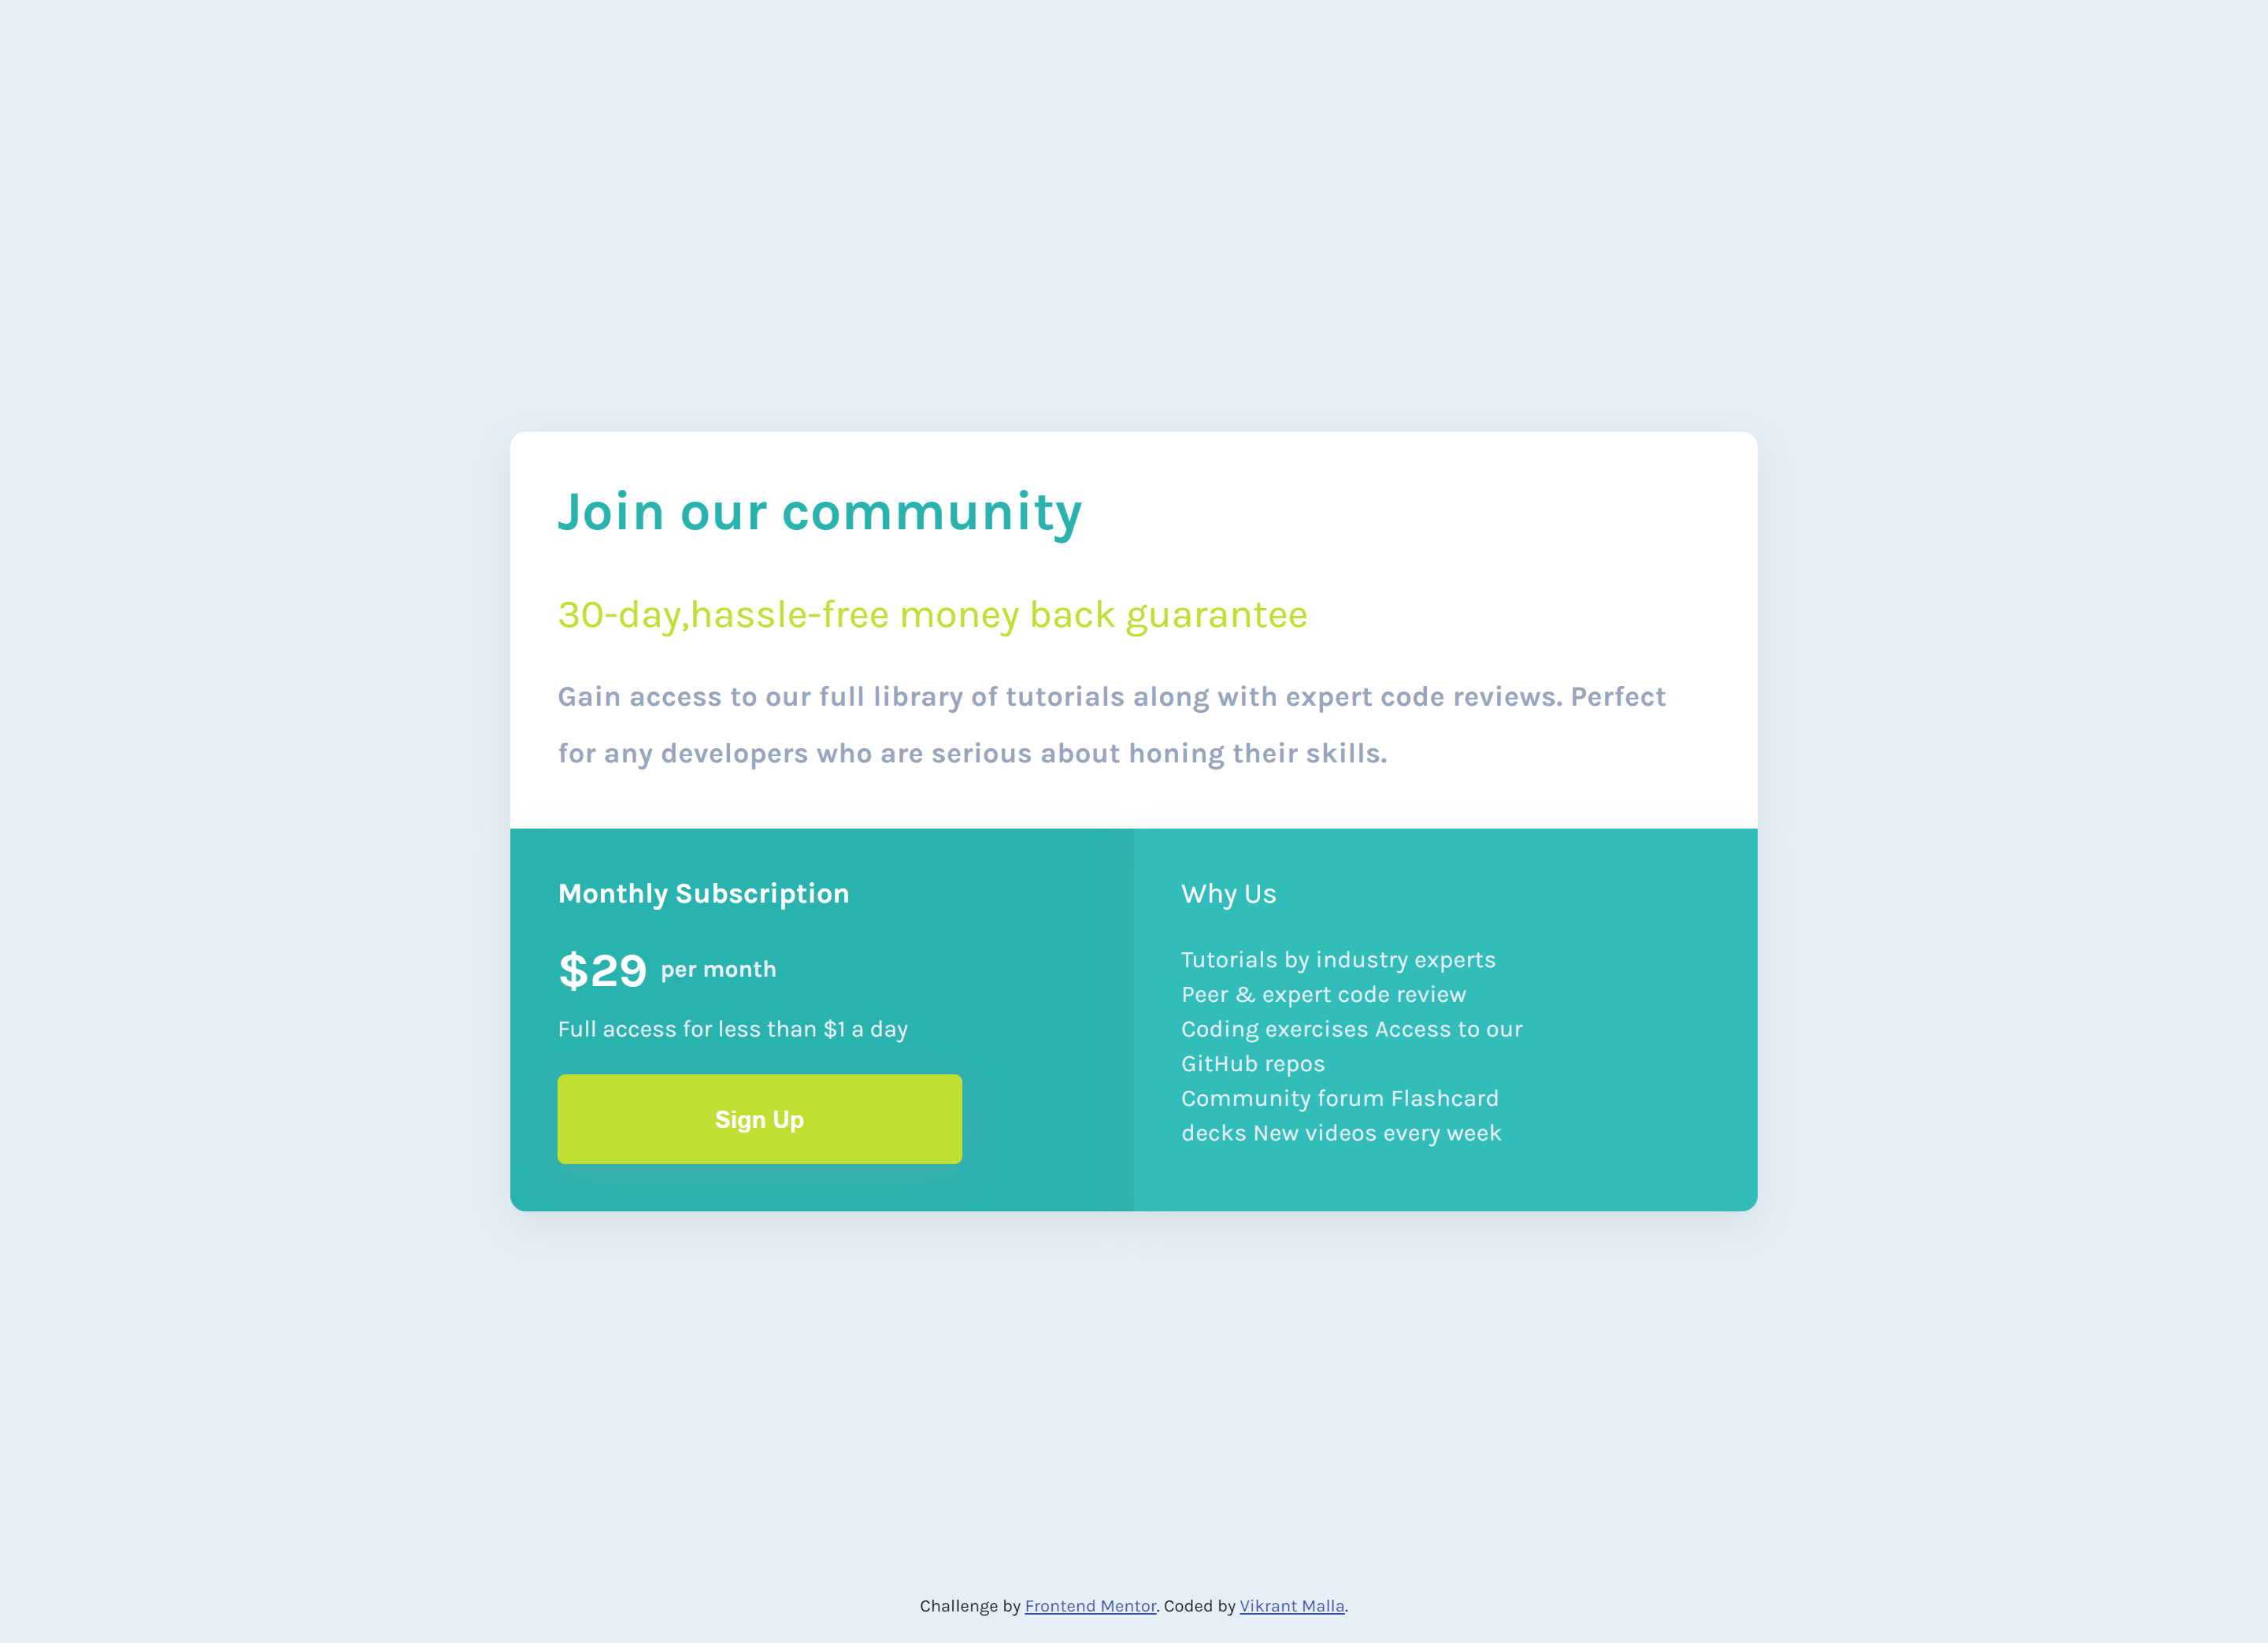 Join our community
30-day,hassle-free money back guarantee
Gain access to our full library of tutorials along with expert code reviews. Perfect
for any developers who are serious about honing their skills.
Monthly Subscription
$29 per month
Full access for less than $1 a day
Sign Up
Why Us
Tutorials by industry experts
Peer & expert code review
Coding exercises Access to our
GitHub repos
Community forum Flashcard
decks New videos every week
Challenge by Frontend Mentor. Coded by Vikrant Malla.